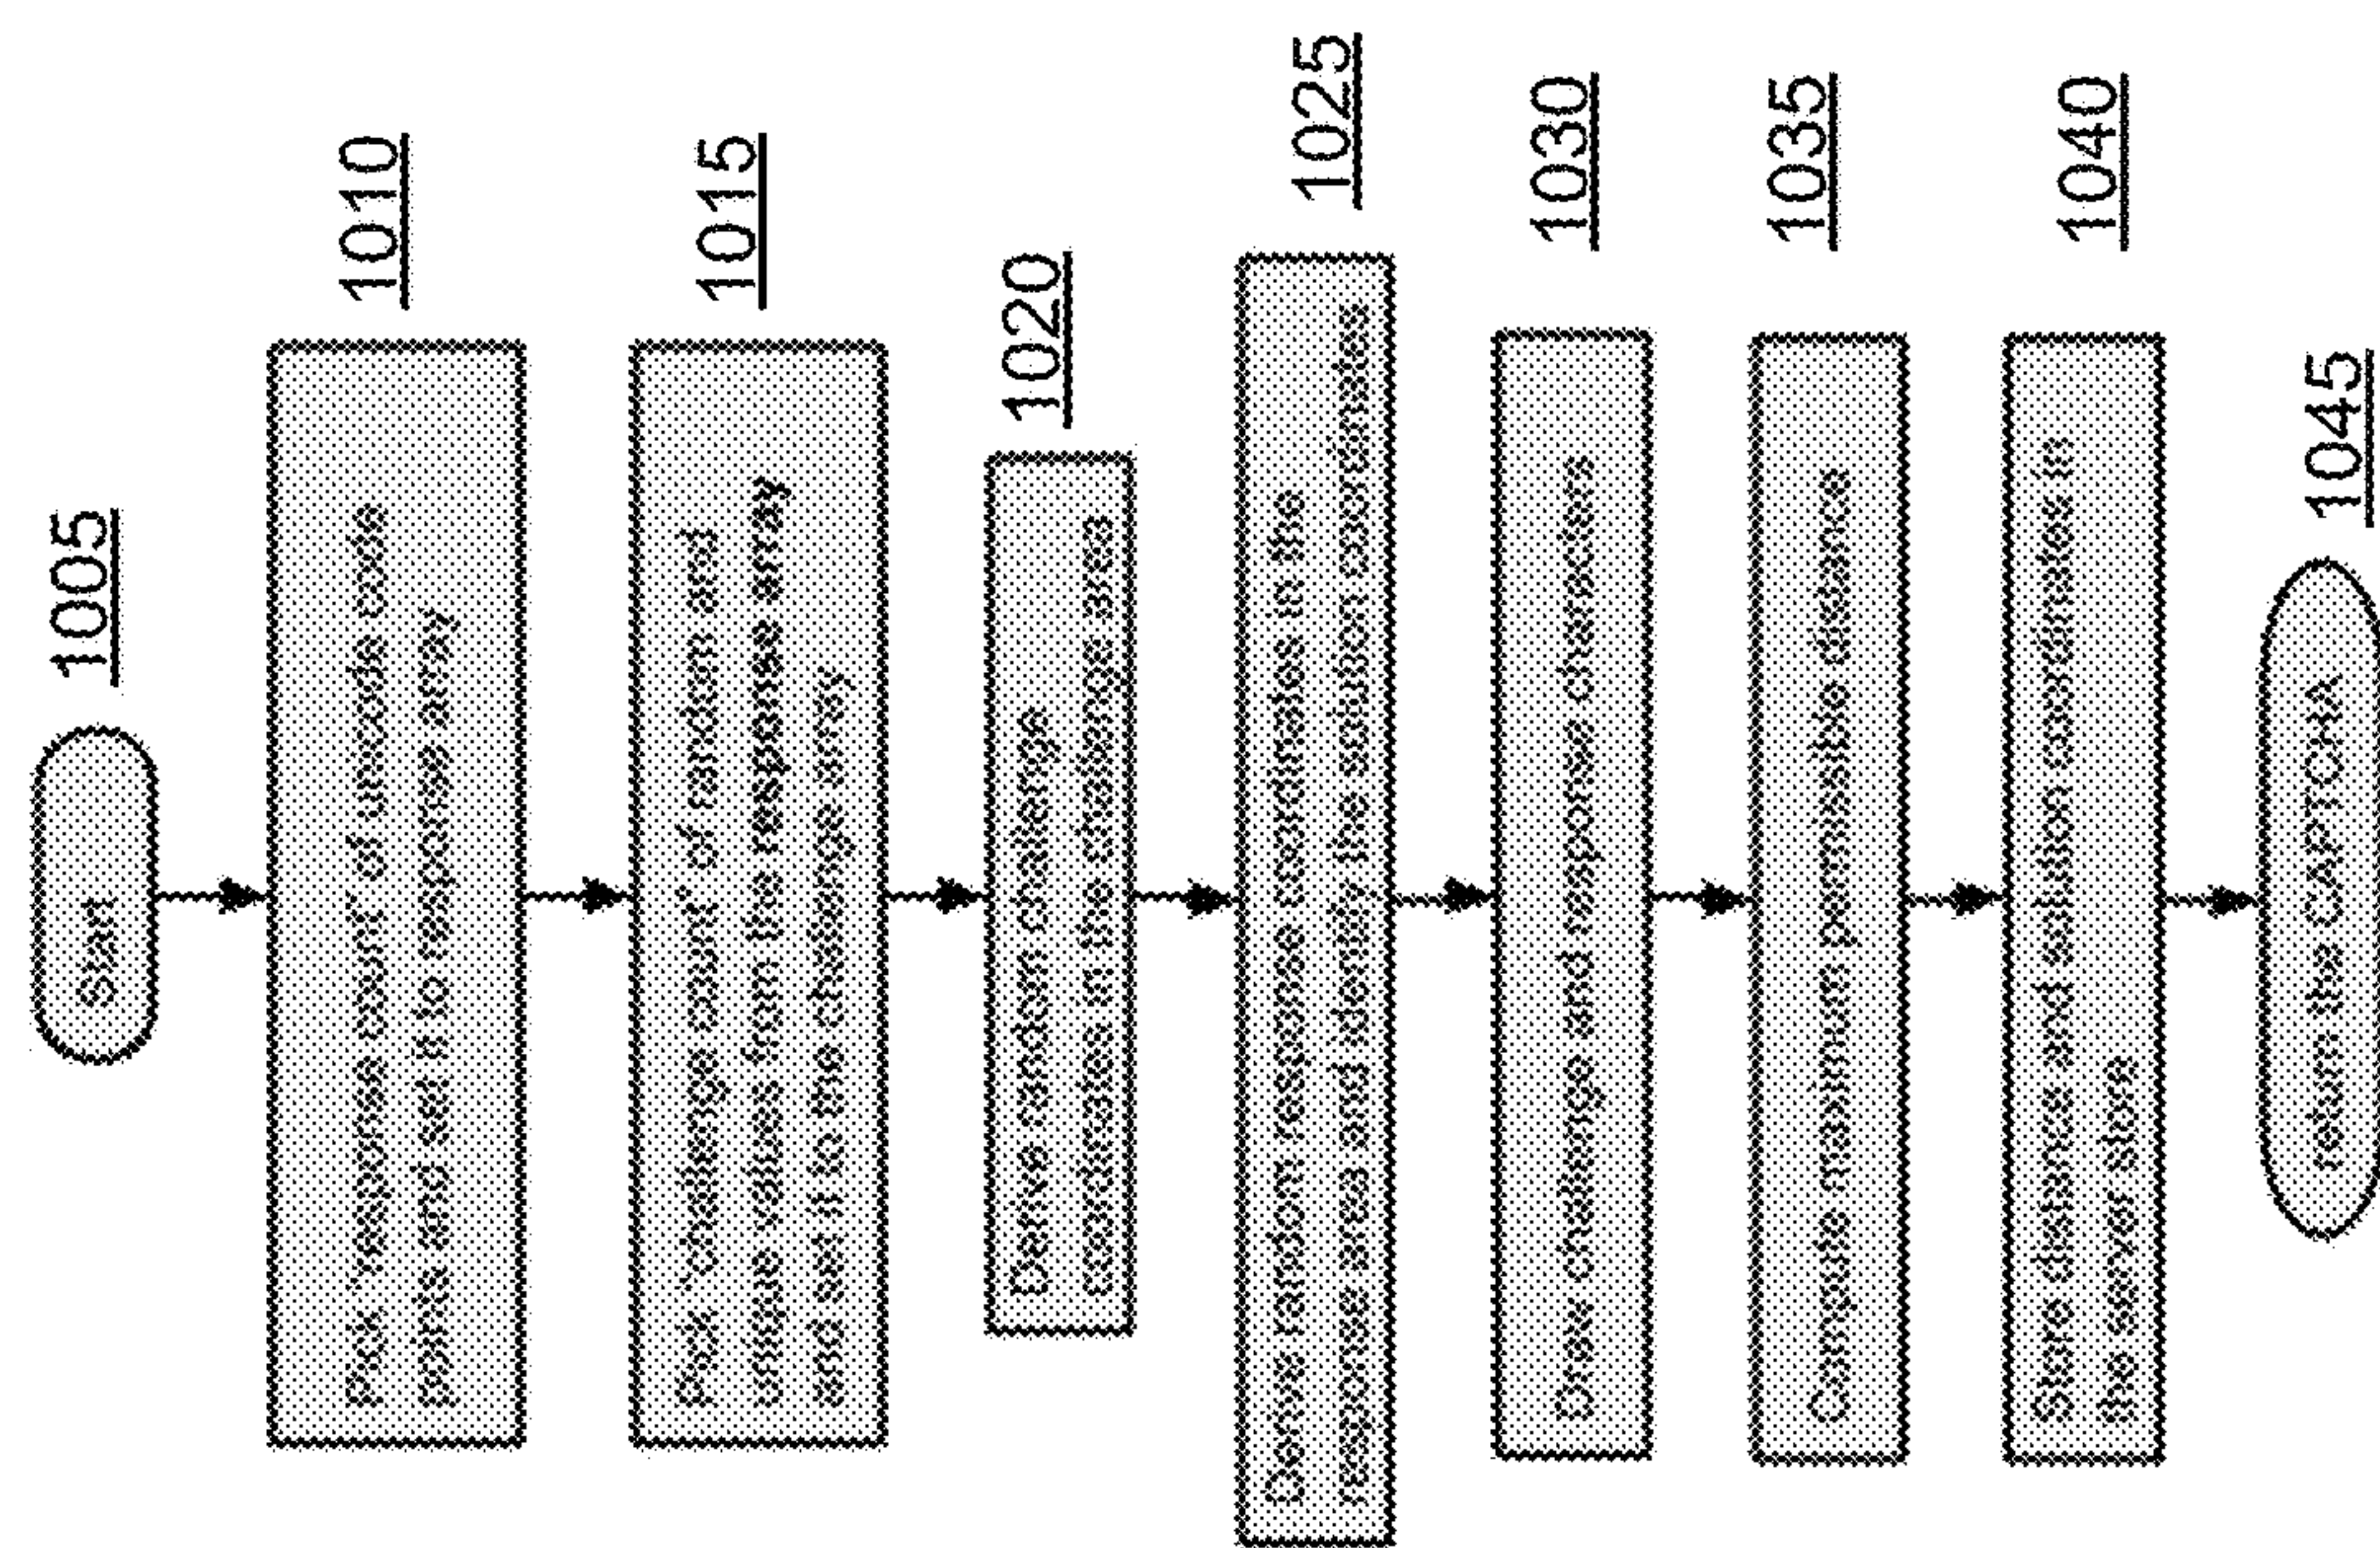 Start
1005
Pick "response count" of unicode code
points and set it to response array
1010
Pick "challenge count" of random and
unique values from the response array
and set it to the challenge array
1015
Derive random challenge
coordinates in the challenge area
1020
Derive random response coordinates in the
response area and identify the solution coordinates
1025
Draw challenge and response characters
1030
Compute maximum permissible distance
1035
Store distance and solution coordinates in
the server store
1040
return the CAPTCHA
1045